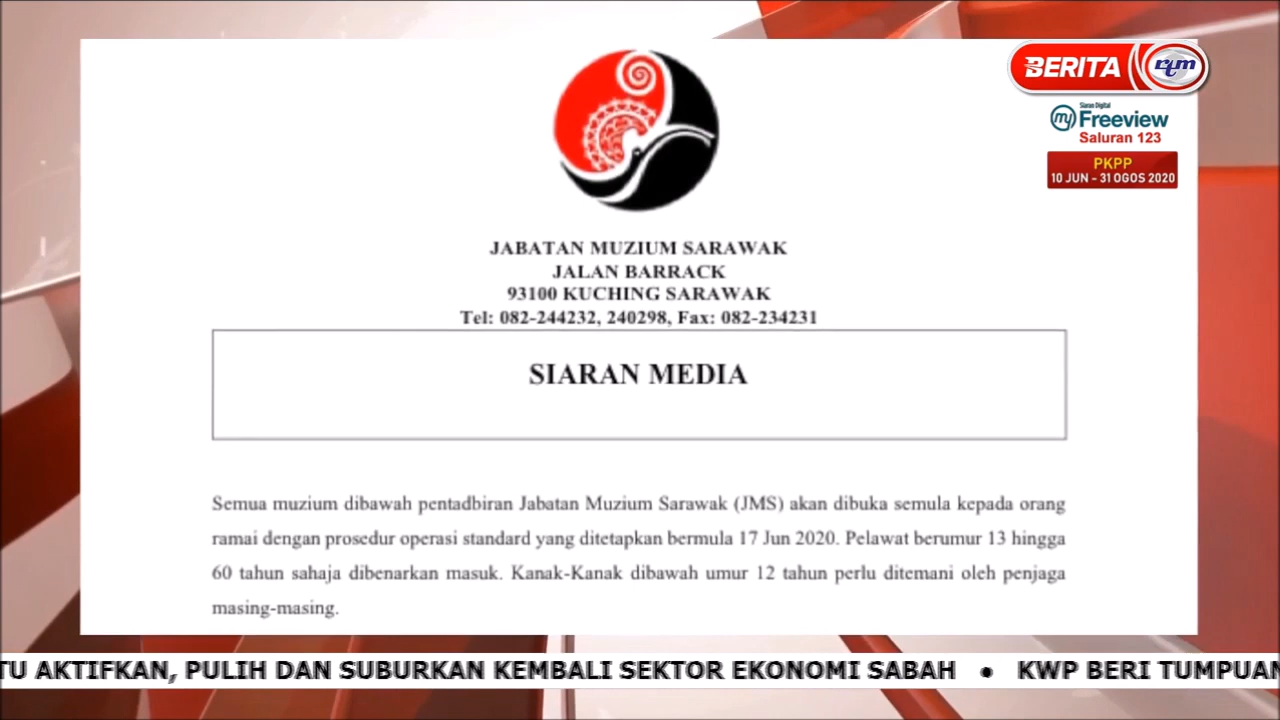 BERITA rtm
Siaran Digital
my Freeview
Saluran 123
PKPP
10 JUN - 31 OGOS 2020
JABATAN MUZIUM SARAWAK
JALAN BARRACK
93100 KUCHING SARAWAK
Tel: 082-244232, 240298, Fax: 082-234231
SIARAN MEDIA
Semua muzium dibawah pentadbiran Jabatan Muzium Sarawak (JMS) akan dibuka semula kepada orang
ramai dengan prosedur operasi standard yang ditetapkan bermula 17 Jun 2020. Pelawat berumur 13 hingga
60 tahun sahaja dibenarkan masuk. Kanak-Kanak dibawah umur 12 tahun perlu ditemani oleh penjaga
masing-masing.
TU AKTIFKAN, PULIH DAN SUBURKAN KEMBALI SEKTOR EKONOMI SABAH • KWP BERI TUMPUAN